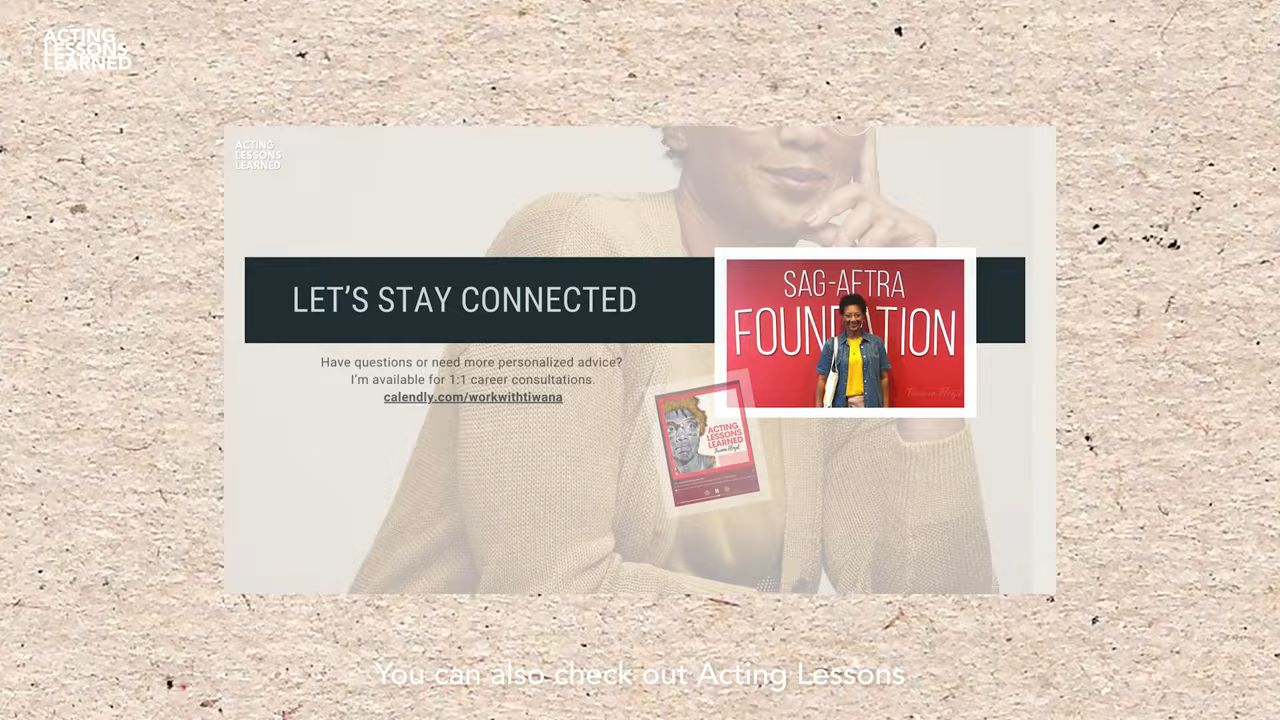 ACTING
LESSONS
LEARNED
ACTING
LESSONS
LEARNED
LET'S STAY CONNECTED
SAG-AFTRA
FOUNDATION
Have questions or need more personalized advice?
I'm available for 1:1 career consultations.
calendly.com/workwithtiwana
ACTING
LESSONS
LEARNED
You can also check out Acting Lessons